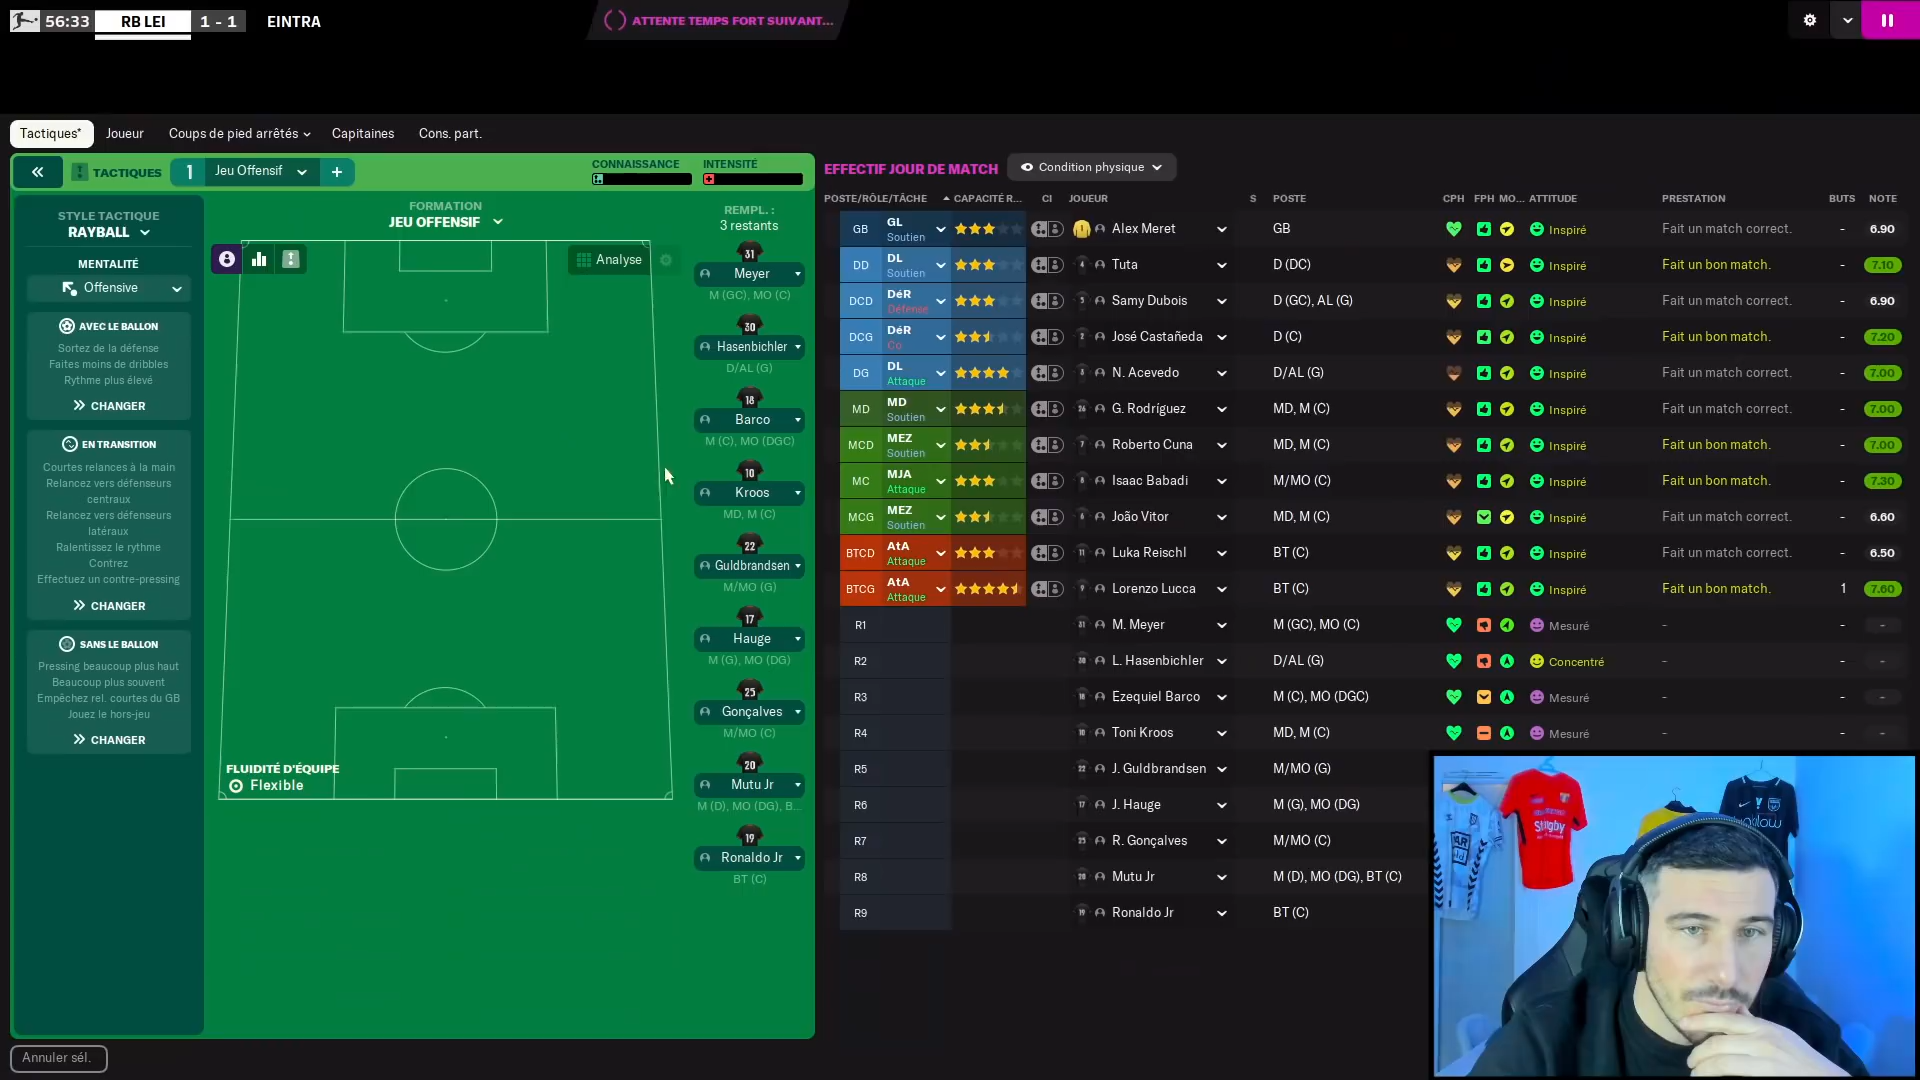 56:33 RB LEI 1 - 1 EINTRA
ATTENTE TEMPS FORT SUIVANT...
Tactiques* Joueur Coups de pied arrêtés Capitaines Cons. part.
TACTIQUES 1 Jeu Offensif +
CONNAISSANCE INTENSITÉ
STYLE TACTIQUE
RAYBALL
MENTALITÉ
Offensive
AVEC LE BALLON
Sortez de la défense
Faites moins de dribbles
Rythme plus élevé
CHANGER
EN TRANSITION
Courtes relances à la main
Relancez vers défenseurs
centraux
Relancez vers défenseurs
latéraux
Ralentissez le rythme
Contrez
Effectuez un contre-pressing
CHANGER
SANS LE BALLON
Pressing beaucoup plus haut
Beaucoup plus souvent
Empêchez rel. courtes du GB
Jouez le hors-jeu
CHANGER
FORMATION
JEU OFFENSIF
Analyse
FLUIDITÉ D'ÉQUIPE
Flexible
REMPL. :
3 restants
31
Meyer
M (GC), MO (C)
30
Hasenbichler
D/AL (G)
18
Barco
M (C), MO (DGC)
10
Kroos
MD, M (C)
22
Guldbrandsen
M/MO (G)
17
Hauge
M (G), MO (DG)
25
Gonçalves
M/MO (C)
20
Mutu Jr
M (D), MO (DG), B...
19
Ronaldo Jr
BT (C)
EFFECTIF JOUR DE MATCH Condition physique
POSTE/RÔLE/TÂCHE CAPACITÉ R... CI JOUEUR S POSTE CPH FPH MO... ATTITUDE PRESTATION BUTS NOTE
GB GL Soutien Alex Meret GB Inspiré Fait un match correct. - 6.90
DD DL Soutien Tuta D (DC) Inspiré Fait un bon match. - 7.10
DCD DéR Défense Samy Dubois D (GC), AL (G) Inspiré Fait un match correct. - 6.90
DCG DéR Co José Castañeda D (C) Inspiré Fait un bon match. - 7.20
DG DL Attaque N. Acevedo D/AL (G) Inspiré Fait un match correct. - 7.00
MD MD Soutien G. Rodríguez MD, M (C) Inspiré Fait un match correct. - 7.00
MCD MEZ Soutien Roberto Cuna MD, M (C) Inspiré Fait un bon match. - 7.00
MC MJA Attaque Isaac Babadi M/MO (C) Inspiré Fait un bon match. - 7.30
MCG MEZ Soutien João Vitor MD, M (C) Inspiré Fait un match correct. - 6.60
BTCD AtA Attaque Luka Reischl BT (C) Inspiré Fait un match correct. - 6.50
BTCG AtA Attaque Lorenzo Lucca BT (C) Inspiré Fait un bon match. 1 7.60
R1 M. Meyer M (GC), MO (C) Mesuré - - -
R2 L. Hasenbichler D/AL (G) Concentré - - -
R3 Ezequiel Barco M (C), MO (DGC) Mesuré - - -
R4 Toni Kroos MD, M (C) Mesuré - - -
R5 J. Guldbrandsen M/MO (G)
R6 J. Hauge M (G), MO (DG)
R7 R. Gonçalves M/MO (C)
R8 Mutu Jr M (D), MO (DG), BT (C)
R9 Ronaldo Jr BT (C)
Annuler sél.